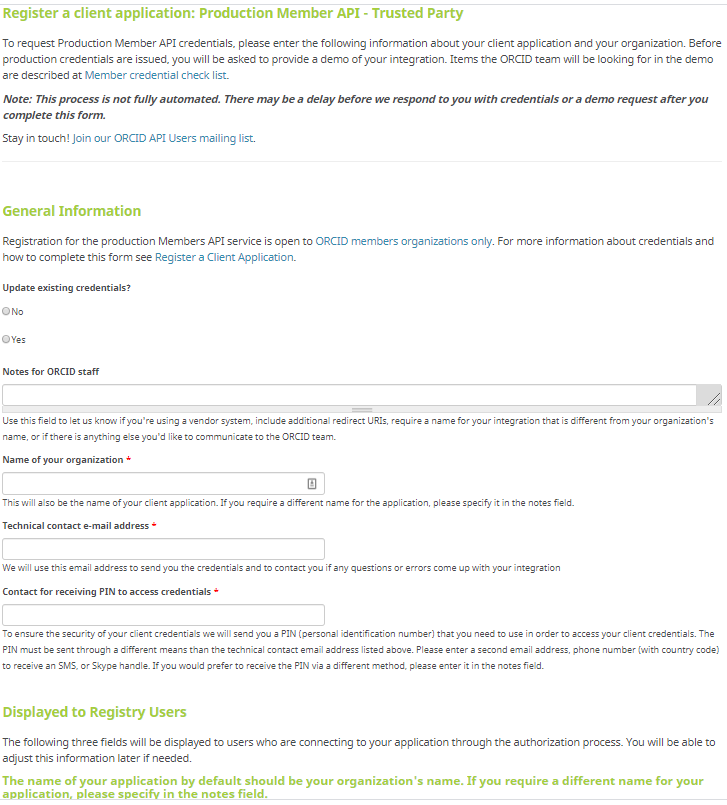 Register a client application: Production Member API - Trusted Party
To request Production Member API credentials, please enter the following information about your client application and your organization. Before
production credentials are issued, you will be asked to provide a demo of your integration. Items the ORCID team will be looking for in the demo
are described at Member credential check list.
Note: This process is not fully automated. There may be a delay before we respond to you with credentials or a demo request after you
complete this form.
Stay in touch! Join our ORCID API Users mailing list.
General Information
Registration for the production Members API service is open to ORCID members organizations only. For more information about credentials and
how to complete this form see Register a Client Application.
Update existing credentials?
No
Yes
Notes for ORCID staff
Use this field to let us know if you're using a vendor system, include additional redirect URIs, require a name for your integration that is different from your organization's
name, or if there is anything else you'd like to communicate to the ORCID team.
Name of your organization *
This will also be the name of your client application. If you require a different name for the application, please specify it in the notes field.
Technical contact e-mail address *
We will use this email address to send you the credentials and to contact you if any questions or errors come up with your integration
Contact for receiving PIN to access credentials *
To ensure the security of your client credentials we will send you a PIN (personal identification number) that you need to use in order to access your client credentials. The
PIN must be sent through a different means than the technical contact email address listed above. Please enter a second email address, phone number (with country code)
to receive an SMS, or Skype handle. If you would prefer to receive the PIN via a different method, please enter it in the notes field.
Displayed to Registry Users
The following three fields will be displayed to users who are connecting to your application through the authorization process. You will be able to
adjust this information later if needed.
The name of your application by default should be your organization's name. If you require a different name for your
application, please specify in the notes field.